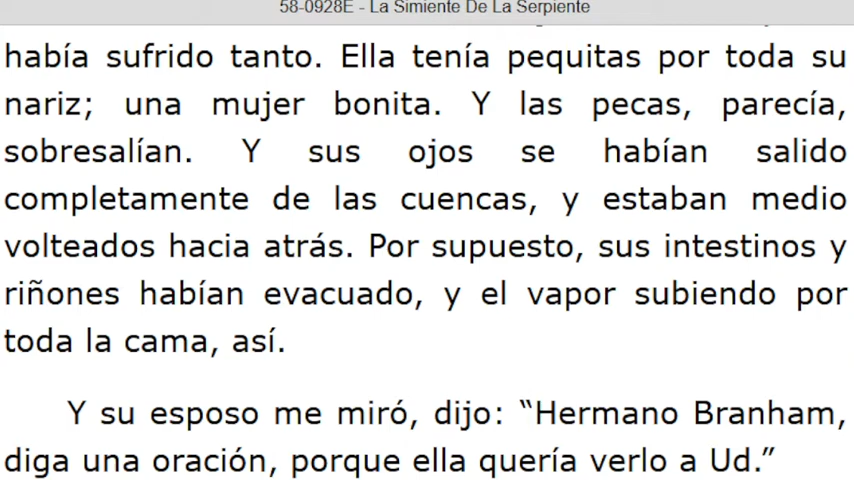 58-0928E - La Simiente De La Serpiente
había sufrido tanto. Ella tenía pequitas por toda su
nariz; una mujer bonita. Y las pecas, parecía,
sobresalían. Y sus ojos se habían salido
completamente de las cuencas, y estaban medio
volteados hacia atrás. Por supuesto, sus intestinos y
riñones habían evacuado, y el vapor subiendo por
toda la cama, así.
Y su esposo me miró, dijo: “Hermano Branham,
diga una oración, porque ella quería verlo a Ud.”